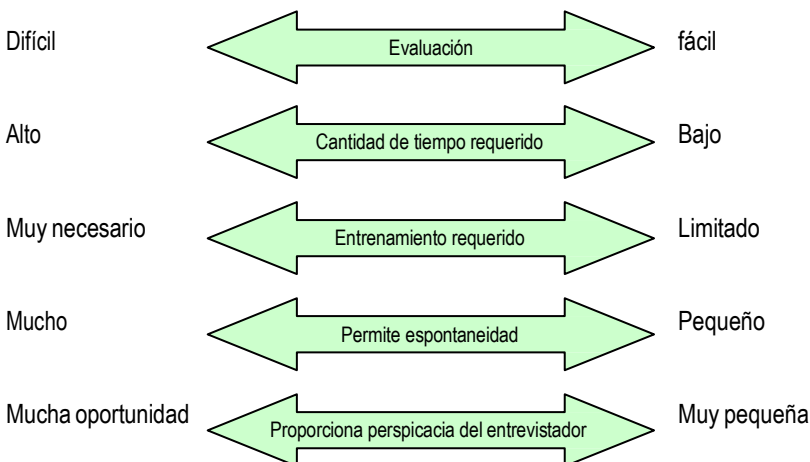 Difícil Evaluación fácil
Alto Cantidad de tiempo requerido Bajo
Muy necesario Entrenamiento requerido Limitado
Mucho Permite espontaneidad Pequeño
Mucha oportunidad Proporciona perspicacia del entrevistador Muy pequeña